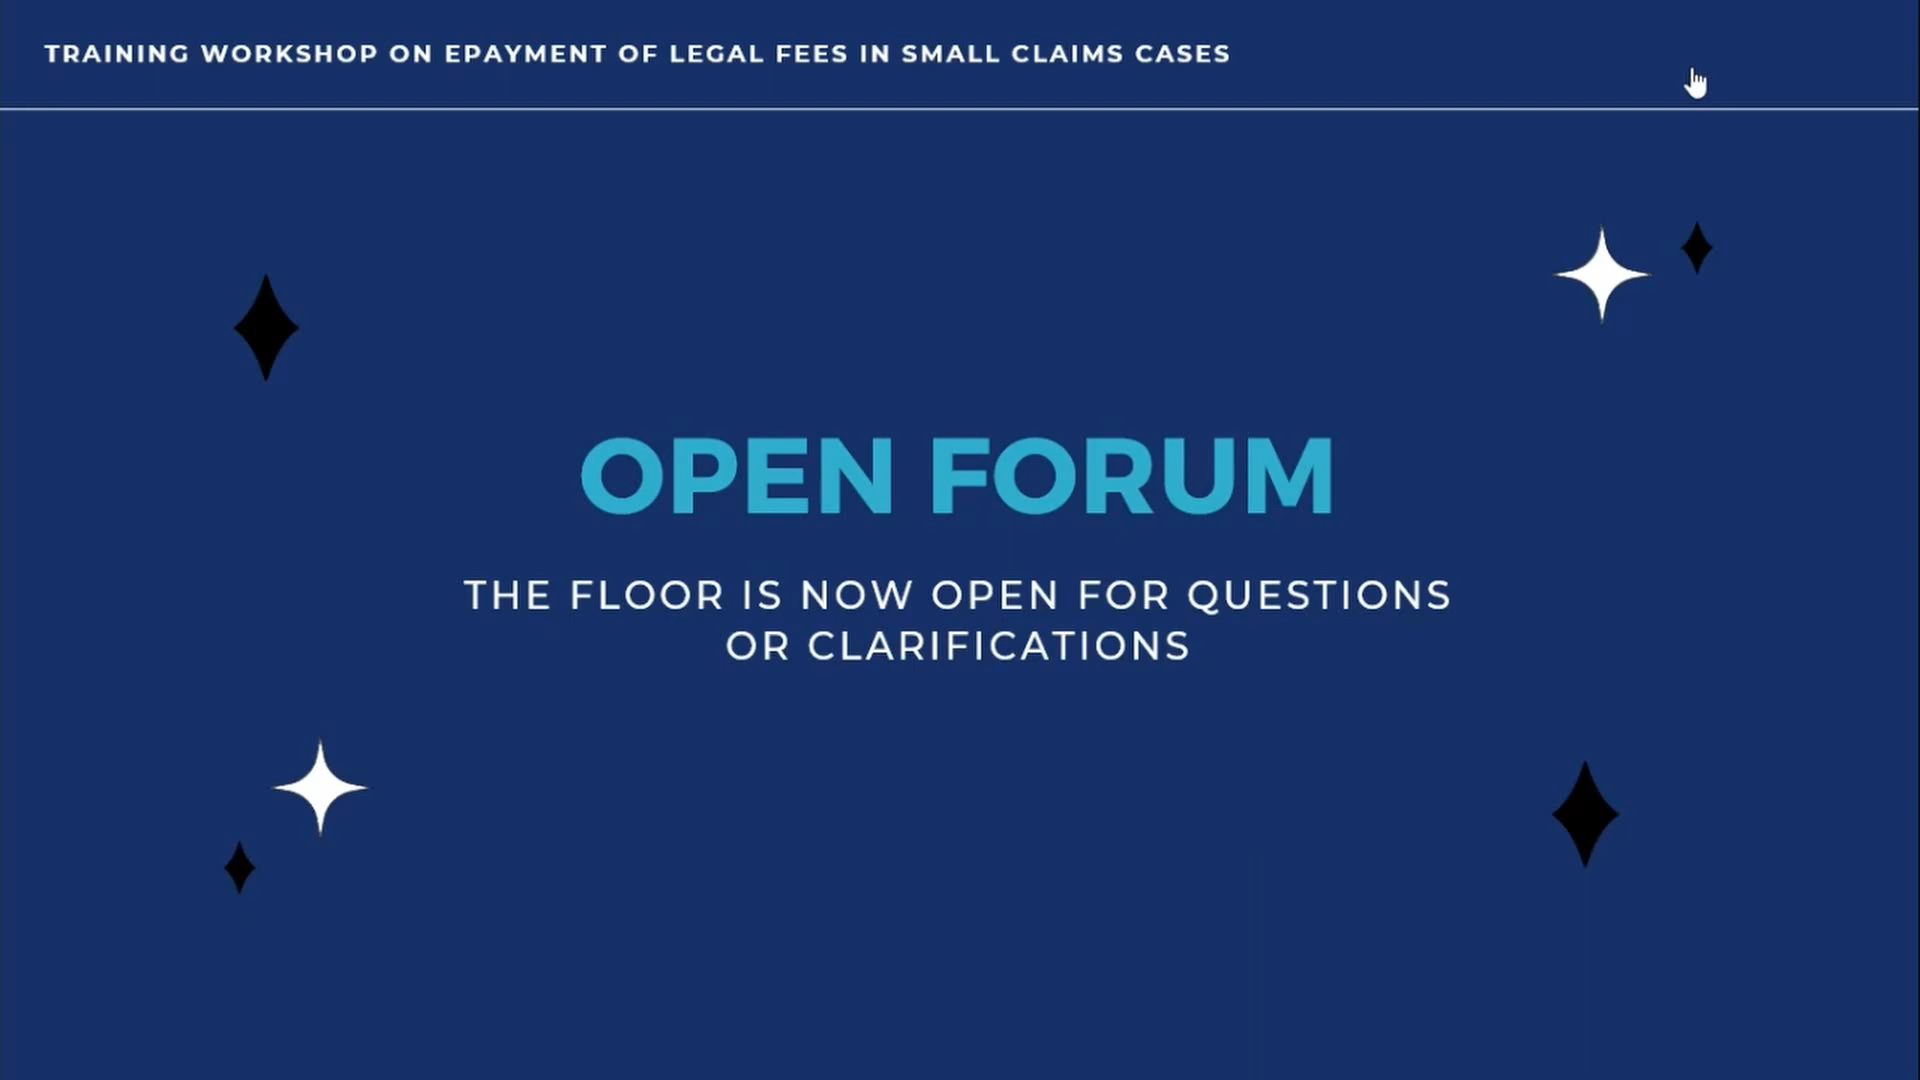 TRAINING WORKSHOP ON EPAYMENT OF LEGAL FEES IN SMALL CLAIMS CASES
OPEN FORUM
THE FLOOR IS NOW OPEN FOR QUESTIONS
OR CLARIFICATIONS